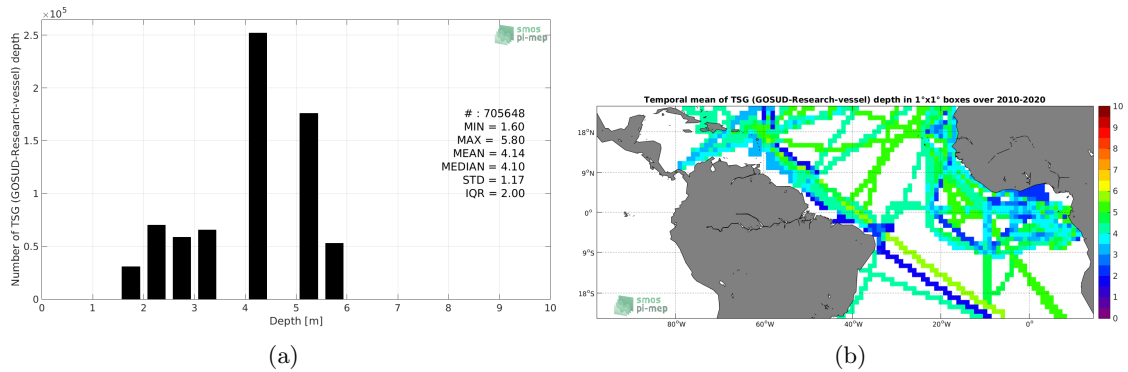 ×10⁵
2.5
2
1.5
1
0.5
0
0 1 2 3 4 5 6 7 8 9 10
Number of TSG (GOSUD-Research-vessel) depth
Depth [m]
smos
pi-mep
# : 705648
MIN = 1.60
MAX = 5.80
MEAN = 4.14
MEDIAN = 4.10
STD = 1.17
IQR = 2.00
(a)
Temporal mean of TSG (GOSUD-Research-vessel) depth in 1°x1° boxes over 2010-2020
18°N
9°N
0°
9°S
18°S
80°W 60°W 40°W 20°W 0°
smos
pi-mep
10
9
8
7
6
5
4
3
2
1
0
(b)